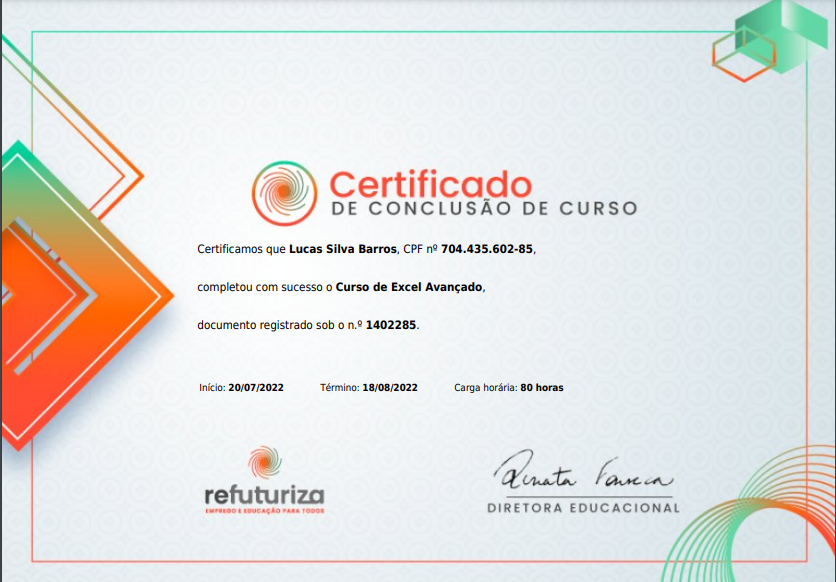 Certificado
DE CONCLUSÃO DE CURSO
Certificamos que Lucas Silva Barros, CPF nº 704.435.602-85,
completou com sucesso o Curso de Excel Avançado,
documento registrado sob o n.º 1402285.
Início: 20/07/2022 Término: 18/08/2022 Carga horária: 80 horas
refuturiza
EMPREGO E EDUCAÇÃO PARA TODOS
Renata Fonseca
DIRETORA EDUCACIONAL